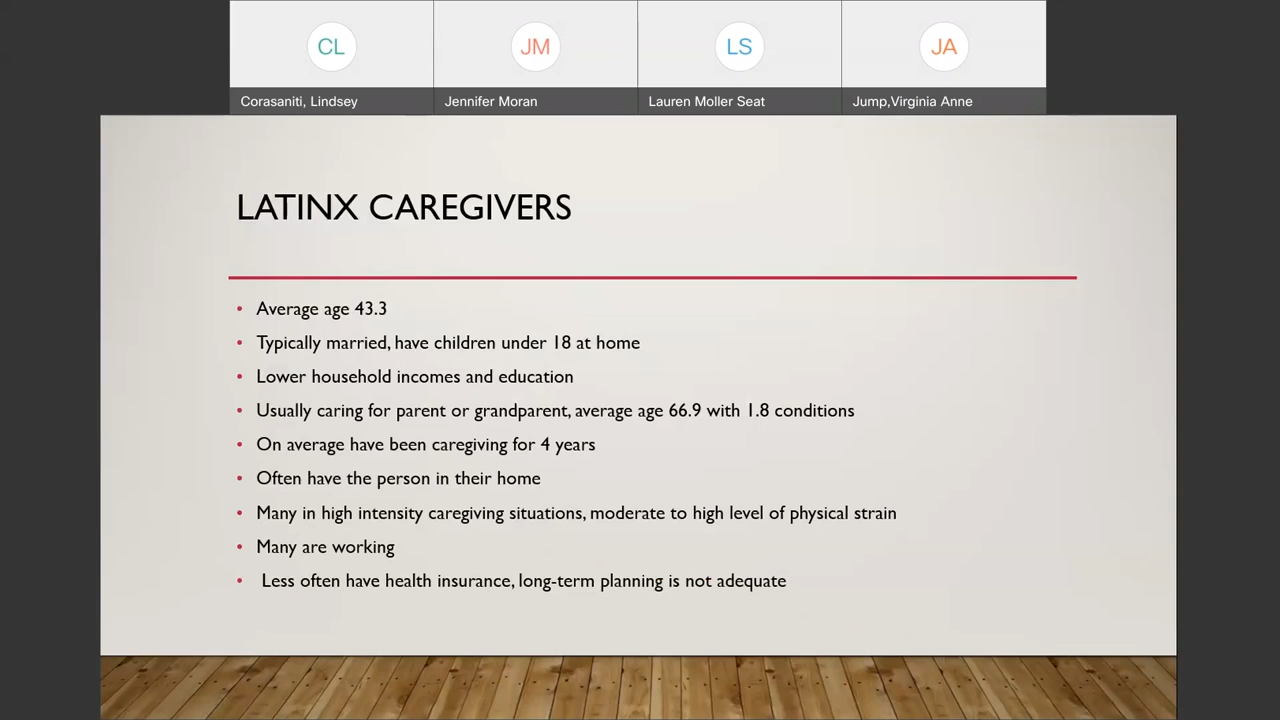 CL
JM
LS
JA
Corasaniti, Lindsey
Jennifer Moran
Lauren Moller Seat
Jump,Virginia Anne
LATINX CAREGIVERS
• Average age 43.3
• Typically married, have children under 18 at home
• Lower household incomes and education
• Usually caring for parent or grandparent, average age 66.9 with 1.8 conditions
• On average have been caregiving for 4 years
• Often have the person in their home
• Many in high intensity caregiving situations, moderate to high level of physical strain
• Many are working
• Less often have health insurance, long-term planning is not adequate